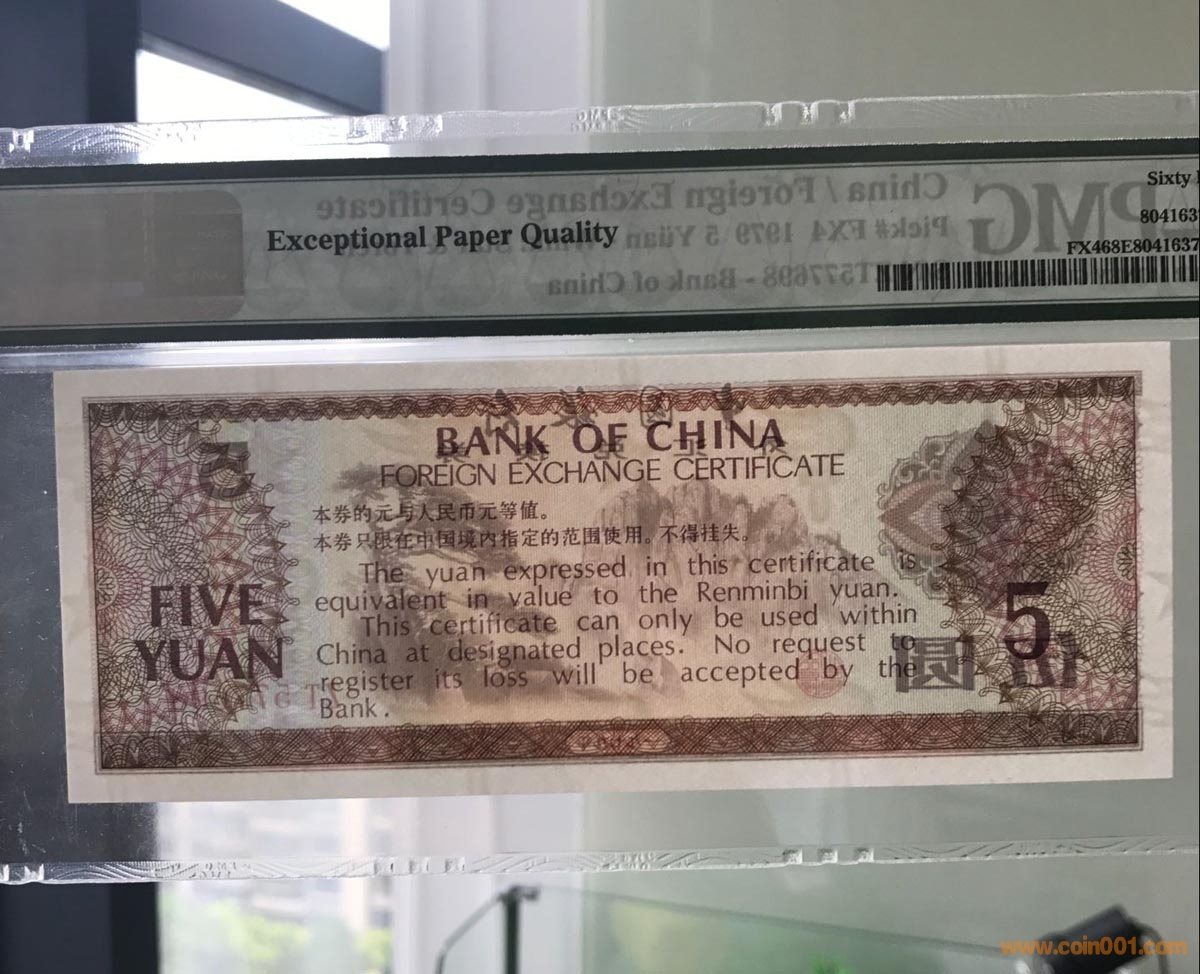 Sixty
Exceptional Paper Quality
804163
FX468E8041637
China / Foreign Exchange Certificate
Pick# FX4 1979 5 Yüan
T577698 - Bank of China
PMG
BANK OF CHINA
FOREIGN EXCHANGE CERTIFICATE
本券的元与人民币元等值。
本券只限在中国境内指定的范围使用。不得挂失。
The yuan expressed in this certificate is
equivalent in value to the Renminbi yuan.
This certificate can only be used within
China at designated places. No request to
register its loss will be accepted by the
Bank.
FIVE
YUAN
5
圆
www.coin001.com